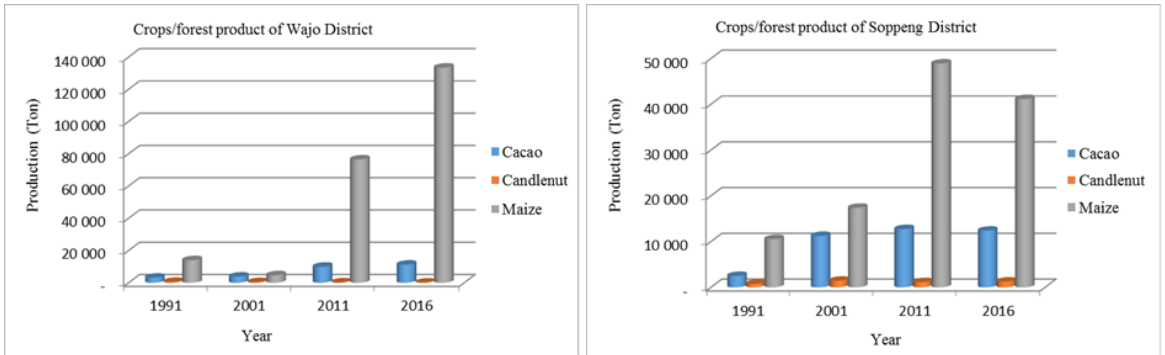 Crops/forest product of Wajo District
140 000
120 000
100 000
80 000
60 000
40 000
20 000
-
Production (Ton)
1991 2001 2011 2016
Year
Cacao
Candlenut
Maize
Crops/forest product of Soppeng District
50 000
40 000
30 000
20 000
10 000
-
Production (Ton)
1991 2001 2011 2016
Year
Cacao
Candlenut
Maize